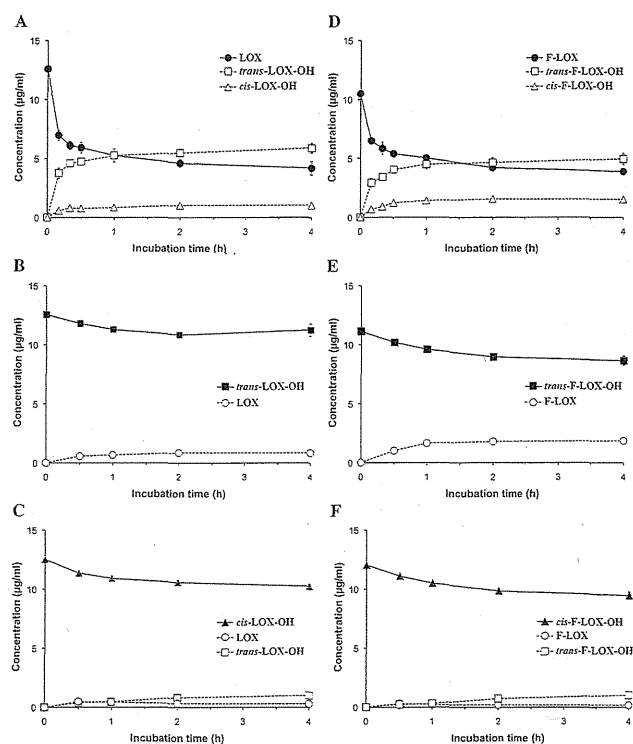 A
15
10
5
0
Concentration (µg/ml)
LOX
trans-LOX-OH
cis-LOX-OH
0 1 2 3 4
Incubation time (h)
D
15
10
5
0
Concentration (µg/ml)
F-LOX
trans-F-LOX-OH
cis-F-LOX-OH
0 1 2 3 4
Incubation time (h)
B
15
10
5
0
Concentration (µg/ml)
trans-LOX-OH
LOX
0 1 2 3 4
Incubation time (h)
E
15
10
5
0
Concentration (µg/ml)
trans-F-LOX-OH
F-LOX
0 1 2 3 4
Incubation time (h)
C
15
10
5
0
Concentration (µg/ml)
cis-LOX-OH
LOX
trans-LOX-OH
0 1 2 3 4
Incubation time (h)
F
15
10
5
0
Concentration (µg/ml)
cis-F-LOX-OH
F-LOX
trans-F-LOX-OH
0 1 2 3 4
Incubation time (h)